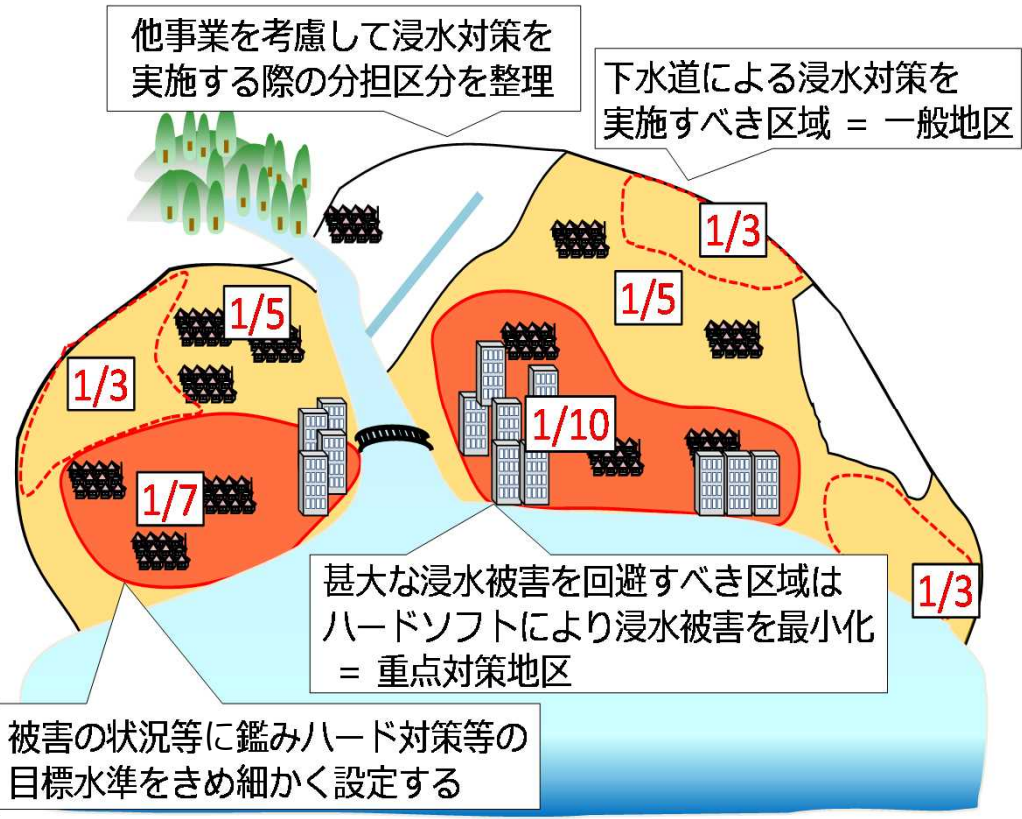 他事業を考慮して浸水対策を
実施する際の分担区分を整理
下水道による浸水対策を
実施すべき区域 = 一般地区
1/3
1/5
1/5
1/3
1/10
1/7
1/3
甚大な浸水被害を回避すべき区域は
ハードソフトにより浸水被害を最小化
= 重点対策地区
被害の状況等に鑑みハード対策等の
目標水準をきめ細かく設定する